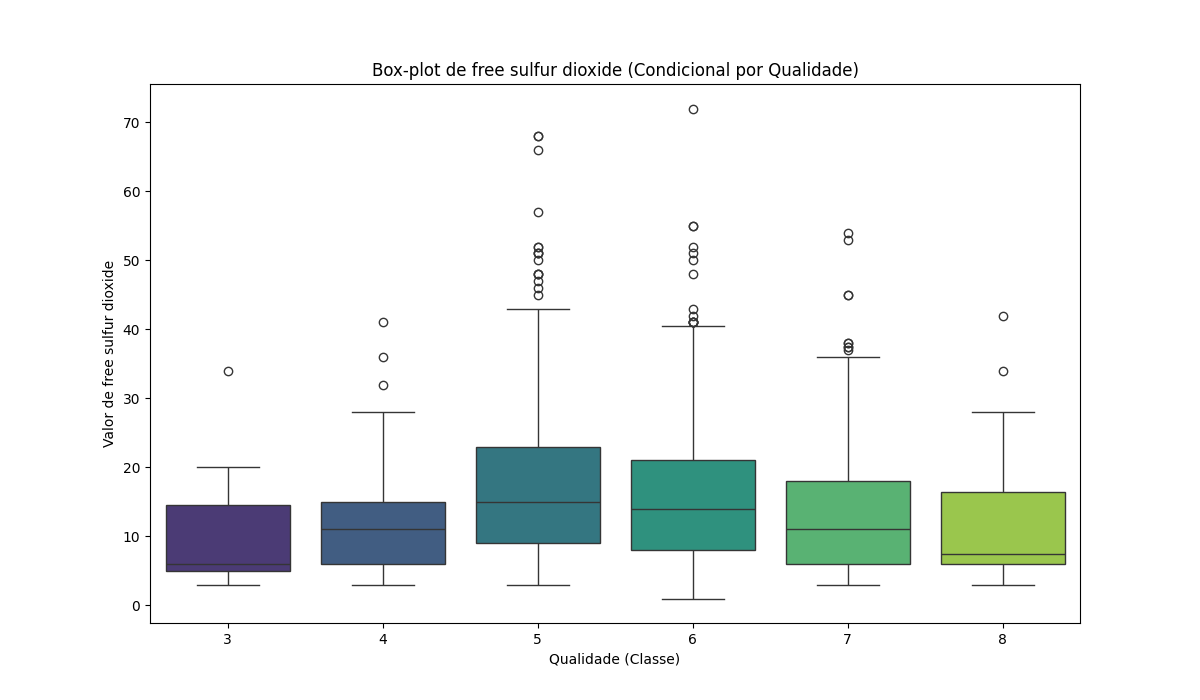 Box-plot de free sulfur dioxide (Condicional por Qualidade)
Valor de free sulfur dioxide
70
60
50
40
30
20
10
0
3 4 5 6 7 8
Qualidade (Classe)